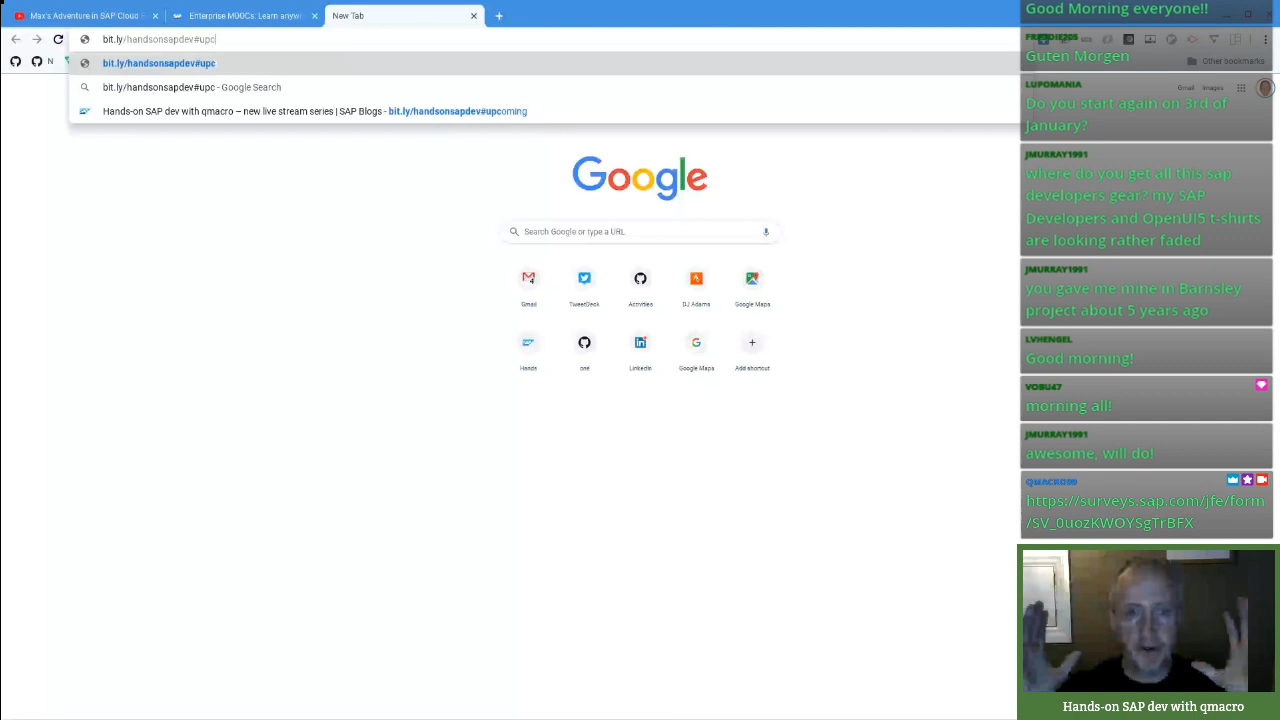 Max's Adventure in SAP Cloud B
Enterprise MOOCs: Learn anyw
New Tab
bit.ly/handsonsapdev#upc
bit.ly/handsonsapdev#upc
bit.ly/handsonsapdev#upc - Google Search
Hands-on SAP dev with qmacro – new live stream series | SAP Blogs - bit.ly/handsonsapdev#upcoming
N
Other bookmarks
Gmail Images
Google
Search Google or type a URL
Gmail
TweetDeck
Activities
DJ Adams
Google Maps
Hands
one
LinkedIn
Google Maps
Add shortcut
Good Morning everyone!!
FREDDIE205
Guten Morgen
LUPOMANIA
Do you start again on 3rd of
January?
JMURRAY1991
where do you get all this sap
developers gear? my SAP
Developers and OpenUI5 t-shirts
are looking rather faded
JMURRAY1991
you gave me mine in Barnsley
project about 5 years ago
LVHENGEL
Good morning!
VOBU47
morning all!
JMURRAY1991
awesome, will do!
https://surveys.sap.com/jfe/form
/SV_0uozKWOYSgTrBFX
Hands-on SAP dev with qmacro